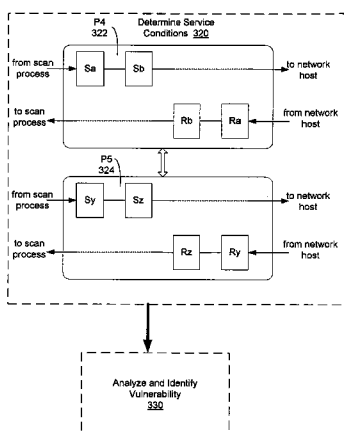 Determine Service
Conditions 320
P4
322
from scan
process
Sa
Sb
to network
host
to scan
process
Rb
Ra
from network
host
P5
324
from scan
process
Sy
Sz
to network
host
to scan
process
Rz
Ry
from network
host
Analyze and Identify
Vulnerability
330